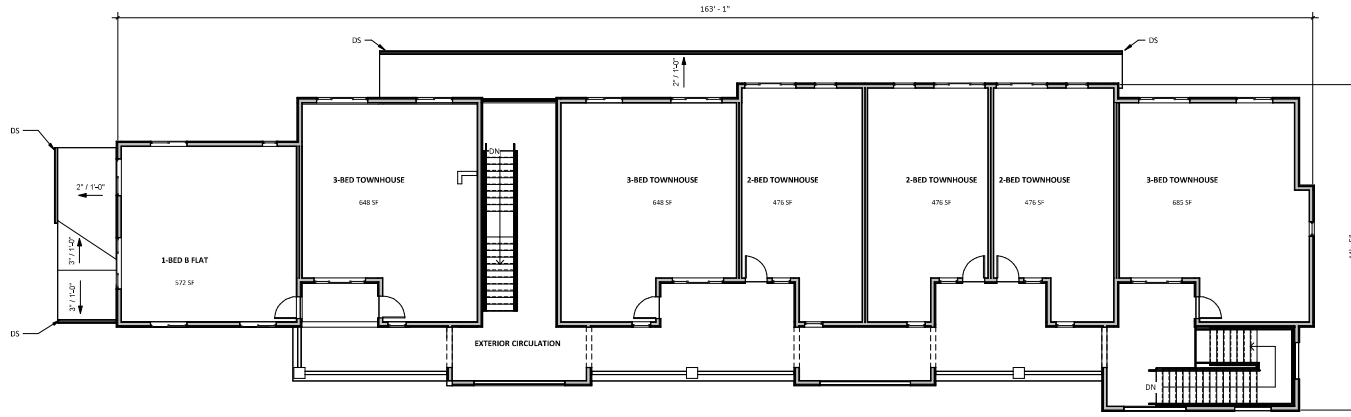 163' - 1"
DS
DS
2" / 1'-0"
DS
DN
2" / 1'-0"
3-BED TOWNHOUSE
648 SF
3-BED TOWNHOUSE
648 SF
2-BED TOWNHOUSE
476 SF
2-BED TOWNHOUSE
476 SF
2-BED TOWNHOUSE
476 SF
3-BED TOWNHOUSE
685 SF
3" / 1'-0"
1-BED B FLAT
572 SF
3" / 1'-0"
DS
EXTERIOR CIRCULATION
DN